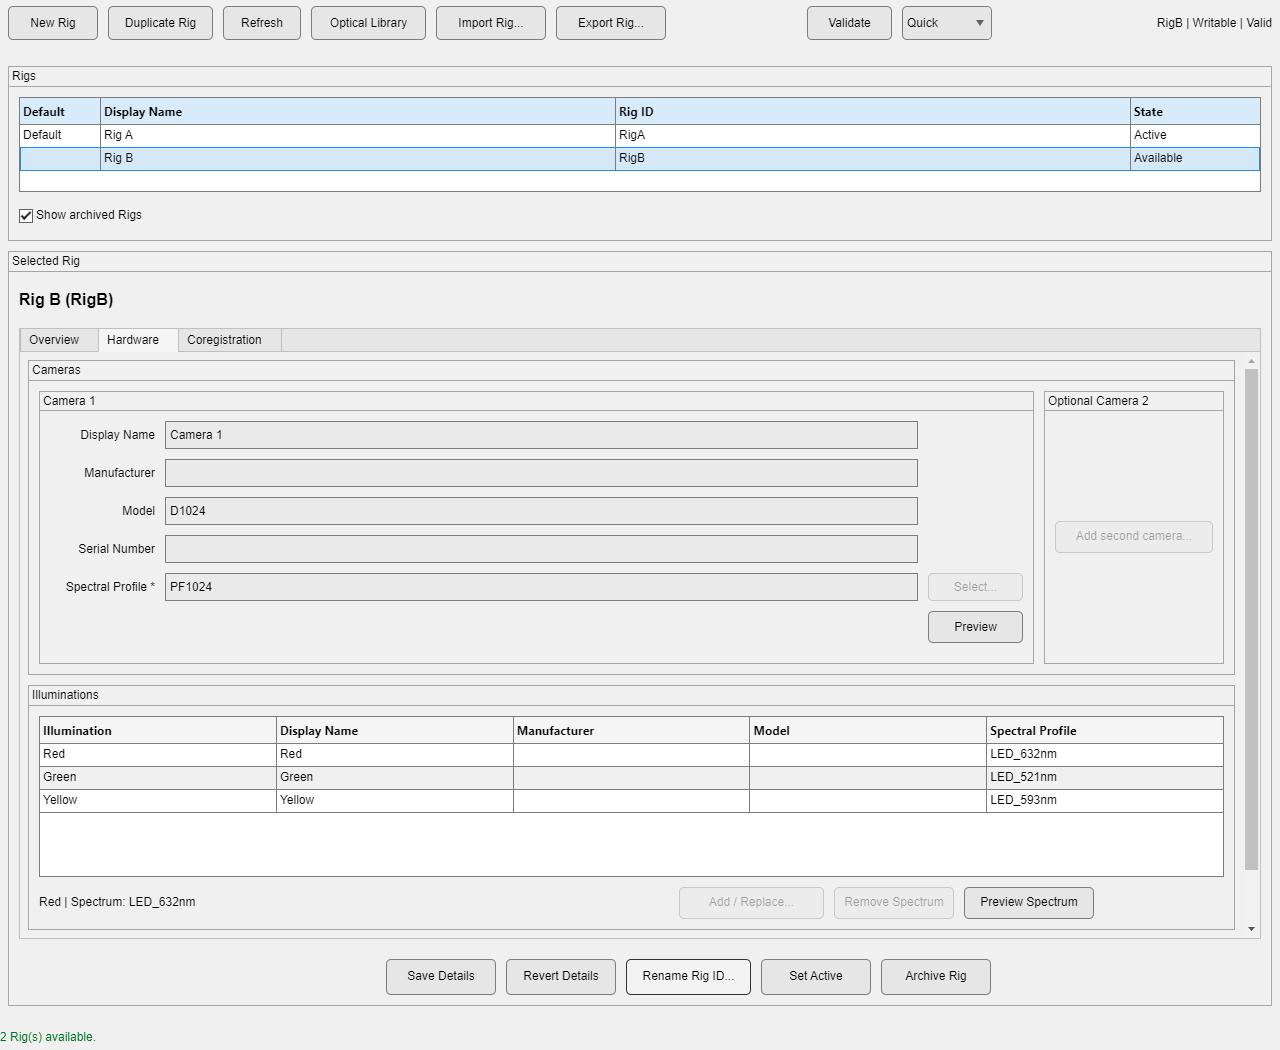 New Rig Duplicate Rig Refresh Optical Library Import Rig... Export Rig... Validate Quick RigB | Writable | Valid
Rigs
Default Display Name Rig ID State
Default Rig A RigA Active
Rig B RigB Available
Show archived Rigs
Selected Rig
Rig B (RigB)
Overview Hardware Coregistration
Cameras
Camera 1 Optional Camera 2
Display Name Camera 1
Manufacturer
Model D1024
Serial Number
Add second camera...
Spectral Profile * PF1024 Select...
Preview
Illuminations
Illumination Display Name Manufacturer Model Spectral Profile
Red Red LED_632nm
Green Green LED_521nm
Yellow Yellow LED_593nm
Red | Spectrum: LED_632nm Add / Replace... Remove Spectrum Preview Spectrum
Save Details Revert Details Rename Rig ID... Set Active Archive Rig
2 Rig(s) available.